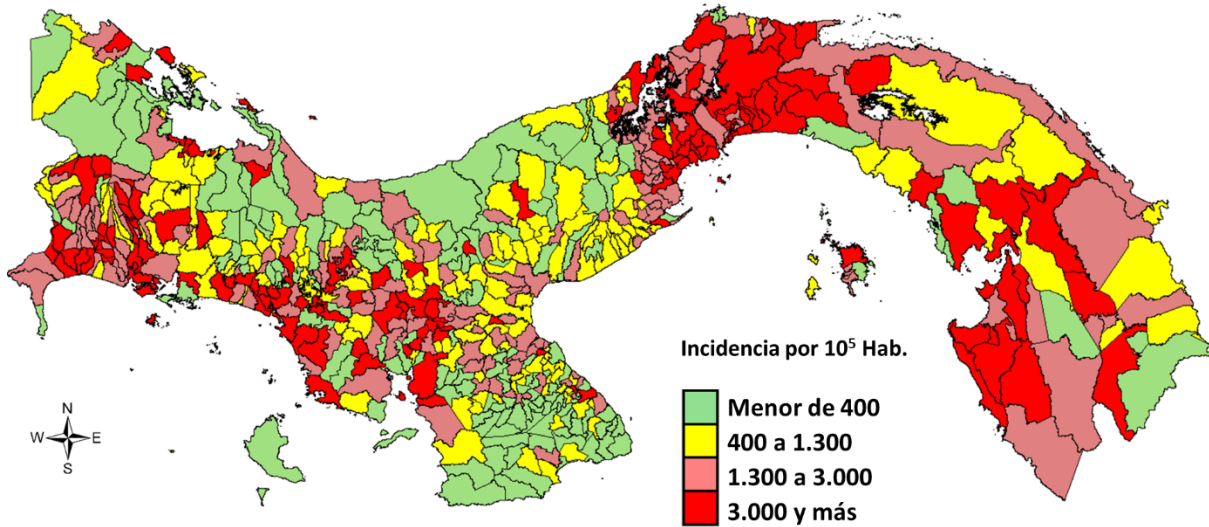 Incidencia por 10⁵ Hab.
Menor de 400
400 a 1.300
1.300 a 3.000
3.000 y más
N
W E
S